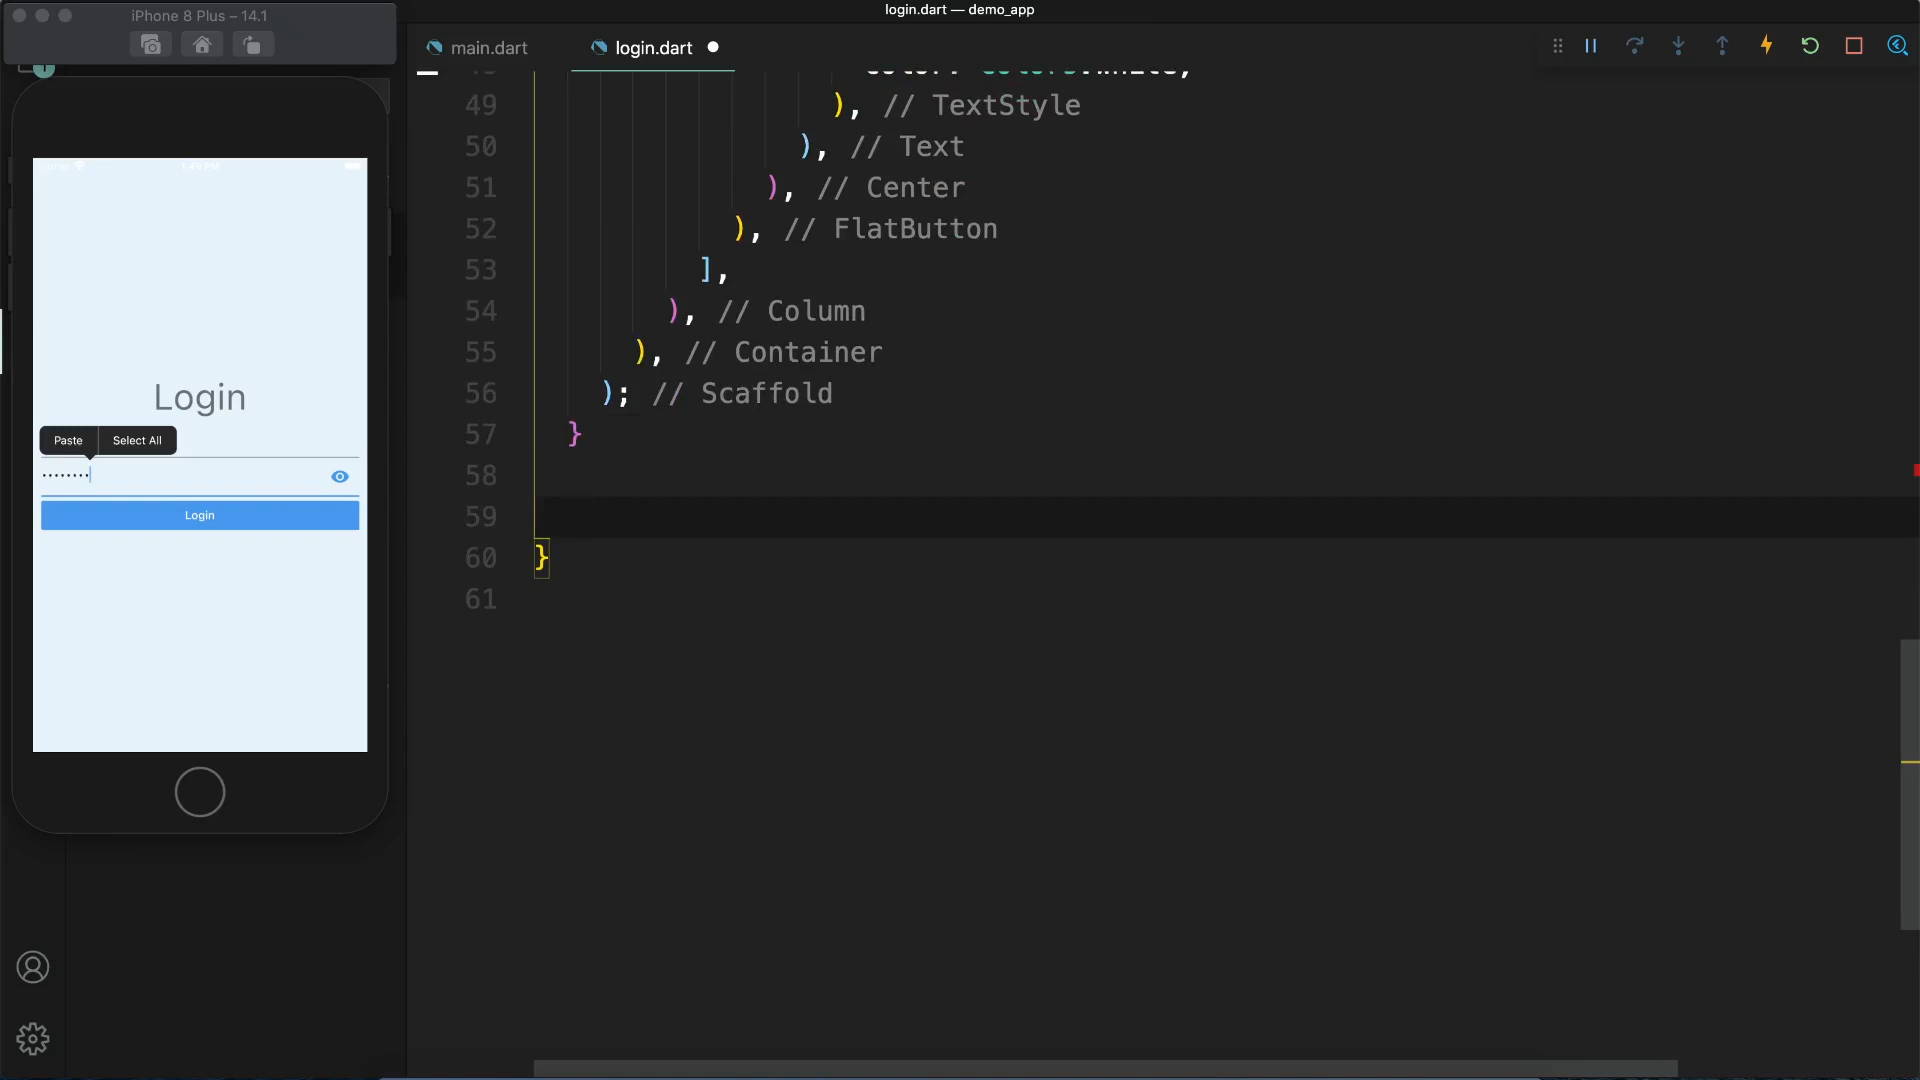 iPhone 8 Plus – 14.1
login.dart — demo_app
main.dart
login.dart
49 ), // TextStyle
50 ), // Text
51 ), // Center
52 ), // FlatButton
53 ],
54 ), // Column
55 ), // Container
56 ); // Scaffold
57 }
58
59
60 }
61
Login
Paste
Select All
••••••••
Login